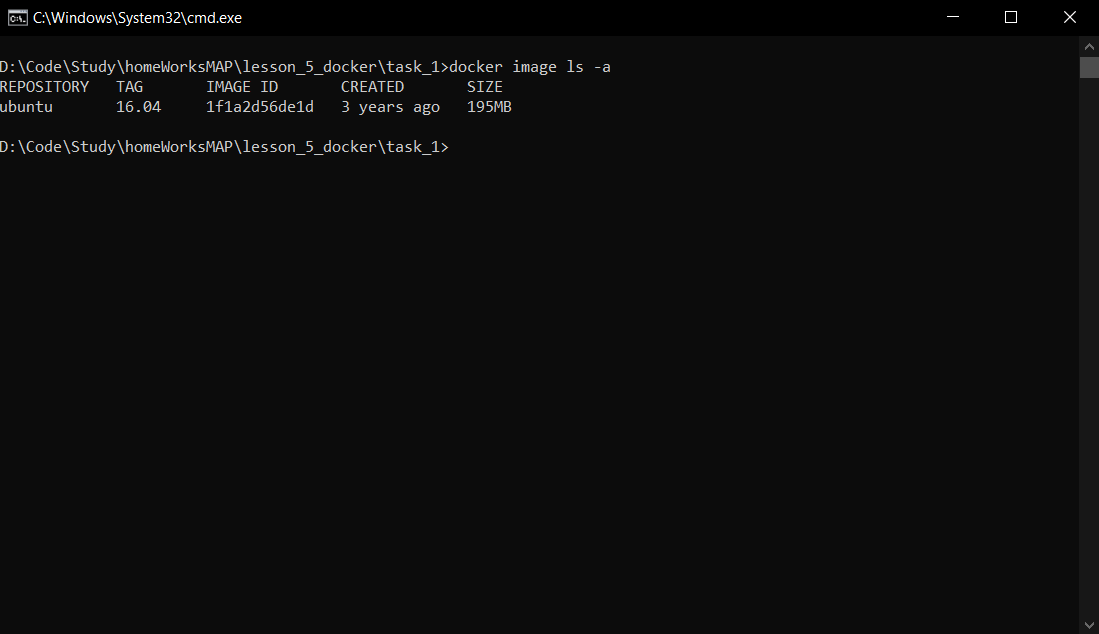 C:\Windows\System32\cmd.exe
D:\Code\Study\homeWorksMAP\lesson_5_docker\task_1>docker image ls -a
REPOSITORY   TAG       IMAGE ID       CREATED       SIZE
ubuntu       16.04     1f1a2d56de1d   3 years ago   195MB
D:\Code\Study\homeWorksMAP\lesson_5_docker\task_1>